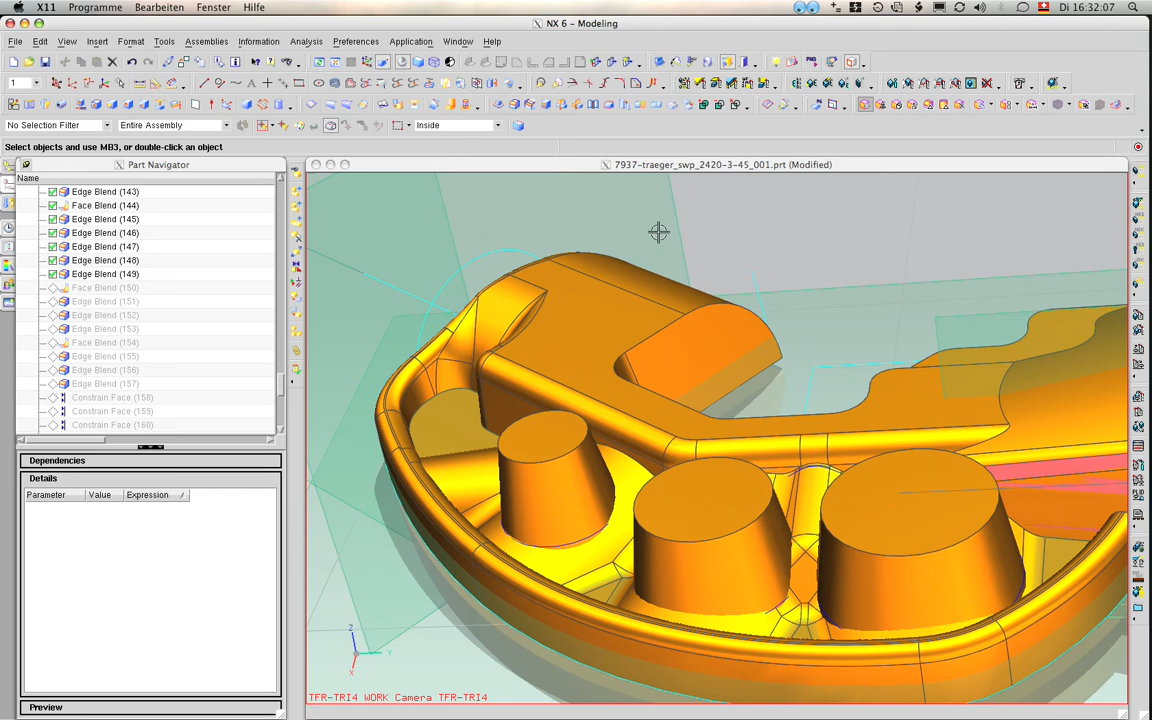 X11 Programme Bearbeiten Fenster Hilfe Di 16:32:07
NX 6 - Modeling
File Edit View Insert Format Tools Assemblies Information Analysis Preferences Application Window Help
1
No Selection Filter Entire Assembly Inside
Select objects and use MB3, or double-click an object
Part Navigator
7937-traeger_swp_2420-3-45_001.prt (Modified)
Name
Edge Blend (143)
Face Blend (144)
Edge Blend (145)
Edge Blend (146)
Edge Blend (147)
Edge Blend (148)
Edge Blend (149)
Face Blend (150)
Edge Blend (151)
Edge Blend (152)
Edge Blend (153)
Face Blend (154)
Edge Blend (155)
Edge Blend (156)
Edge Blend (157)
Constrain Face (158)
Constrain Face (159)
Constrain Face (160)
Dependencies
Details
Parameter Value Expression
Preview
Z
Y
X
TFR-TRI4 WORK Camera TFR-TRI4